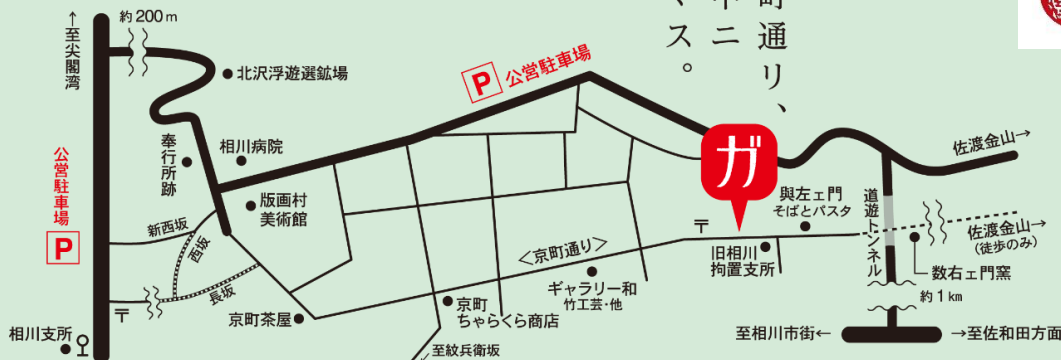 町通り、
ニ
マス。
↑至尖閣湾
約200m
北沢浮遊選鉱場
P 公営駐車場
奉行所跡
相川病院
版画村
美術館
公営駐車場
P
新西坂
西坂
長坂
〒
相川支所
京町茶屋
<京町通り>
京町
ちゃらくら商店
↙至紋兵衛坂
ギャラリー和
竹工芸・他
〒
ガ
旧相川
拘置支所
與左ェ門
そばとパスタ
道遊トンネル
佐渡金山→
佐渡金山→
(徒歩のみ)
数右ェ門窯
約1km
至相川市街←
→至佐和田方面